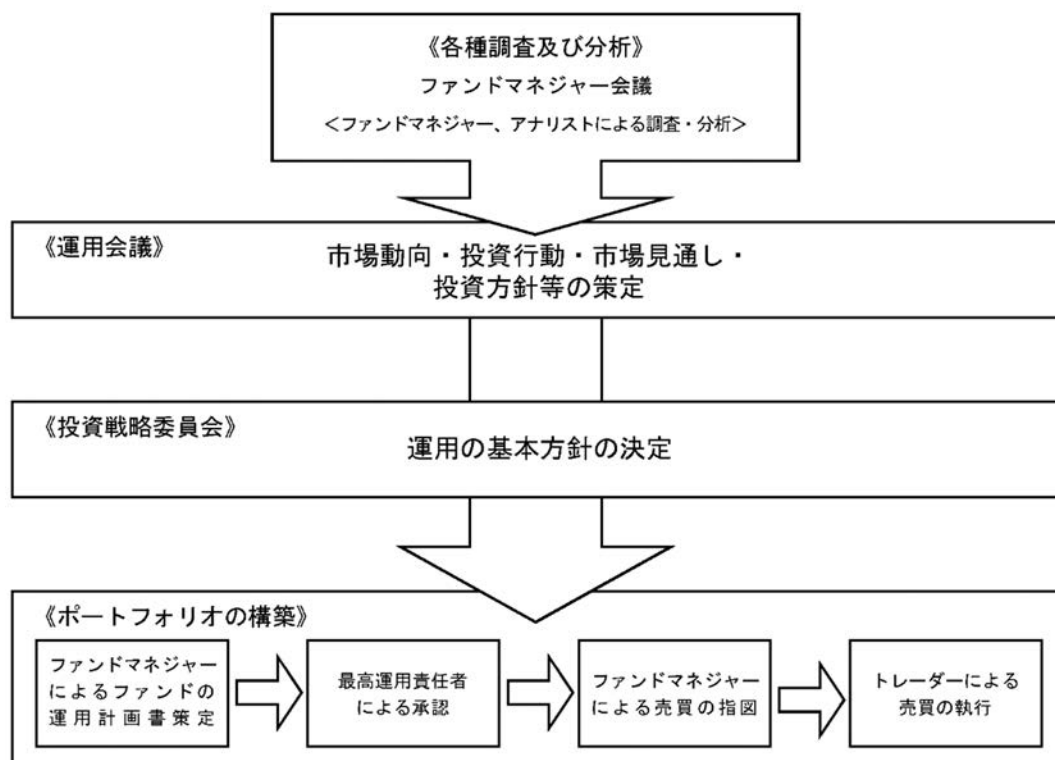 《各種調査及び分析》
ファンドマネジャー会議
＜ファンドマネジャー、アナリストによる調査・分析＞
《運用会議》
市場動向・投資行動・市場見通し・
投資方針等の策定
《投資戦略委員会》
運用の基本方針の決定
《ポートフォリオの構築》
ファンドマネジャー
によるファンドの
運用計画書策定
最高運用責任者
による承認
ファンドマネジャー
による売買の指図
トレーダーによる
売買の執行